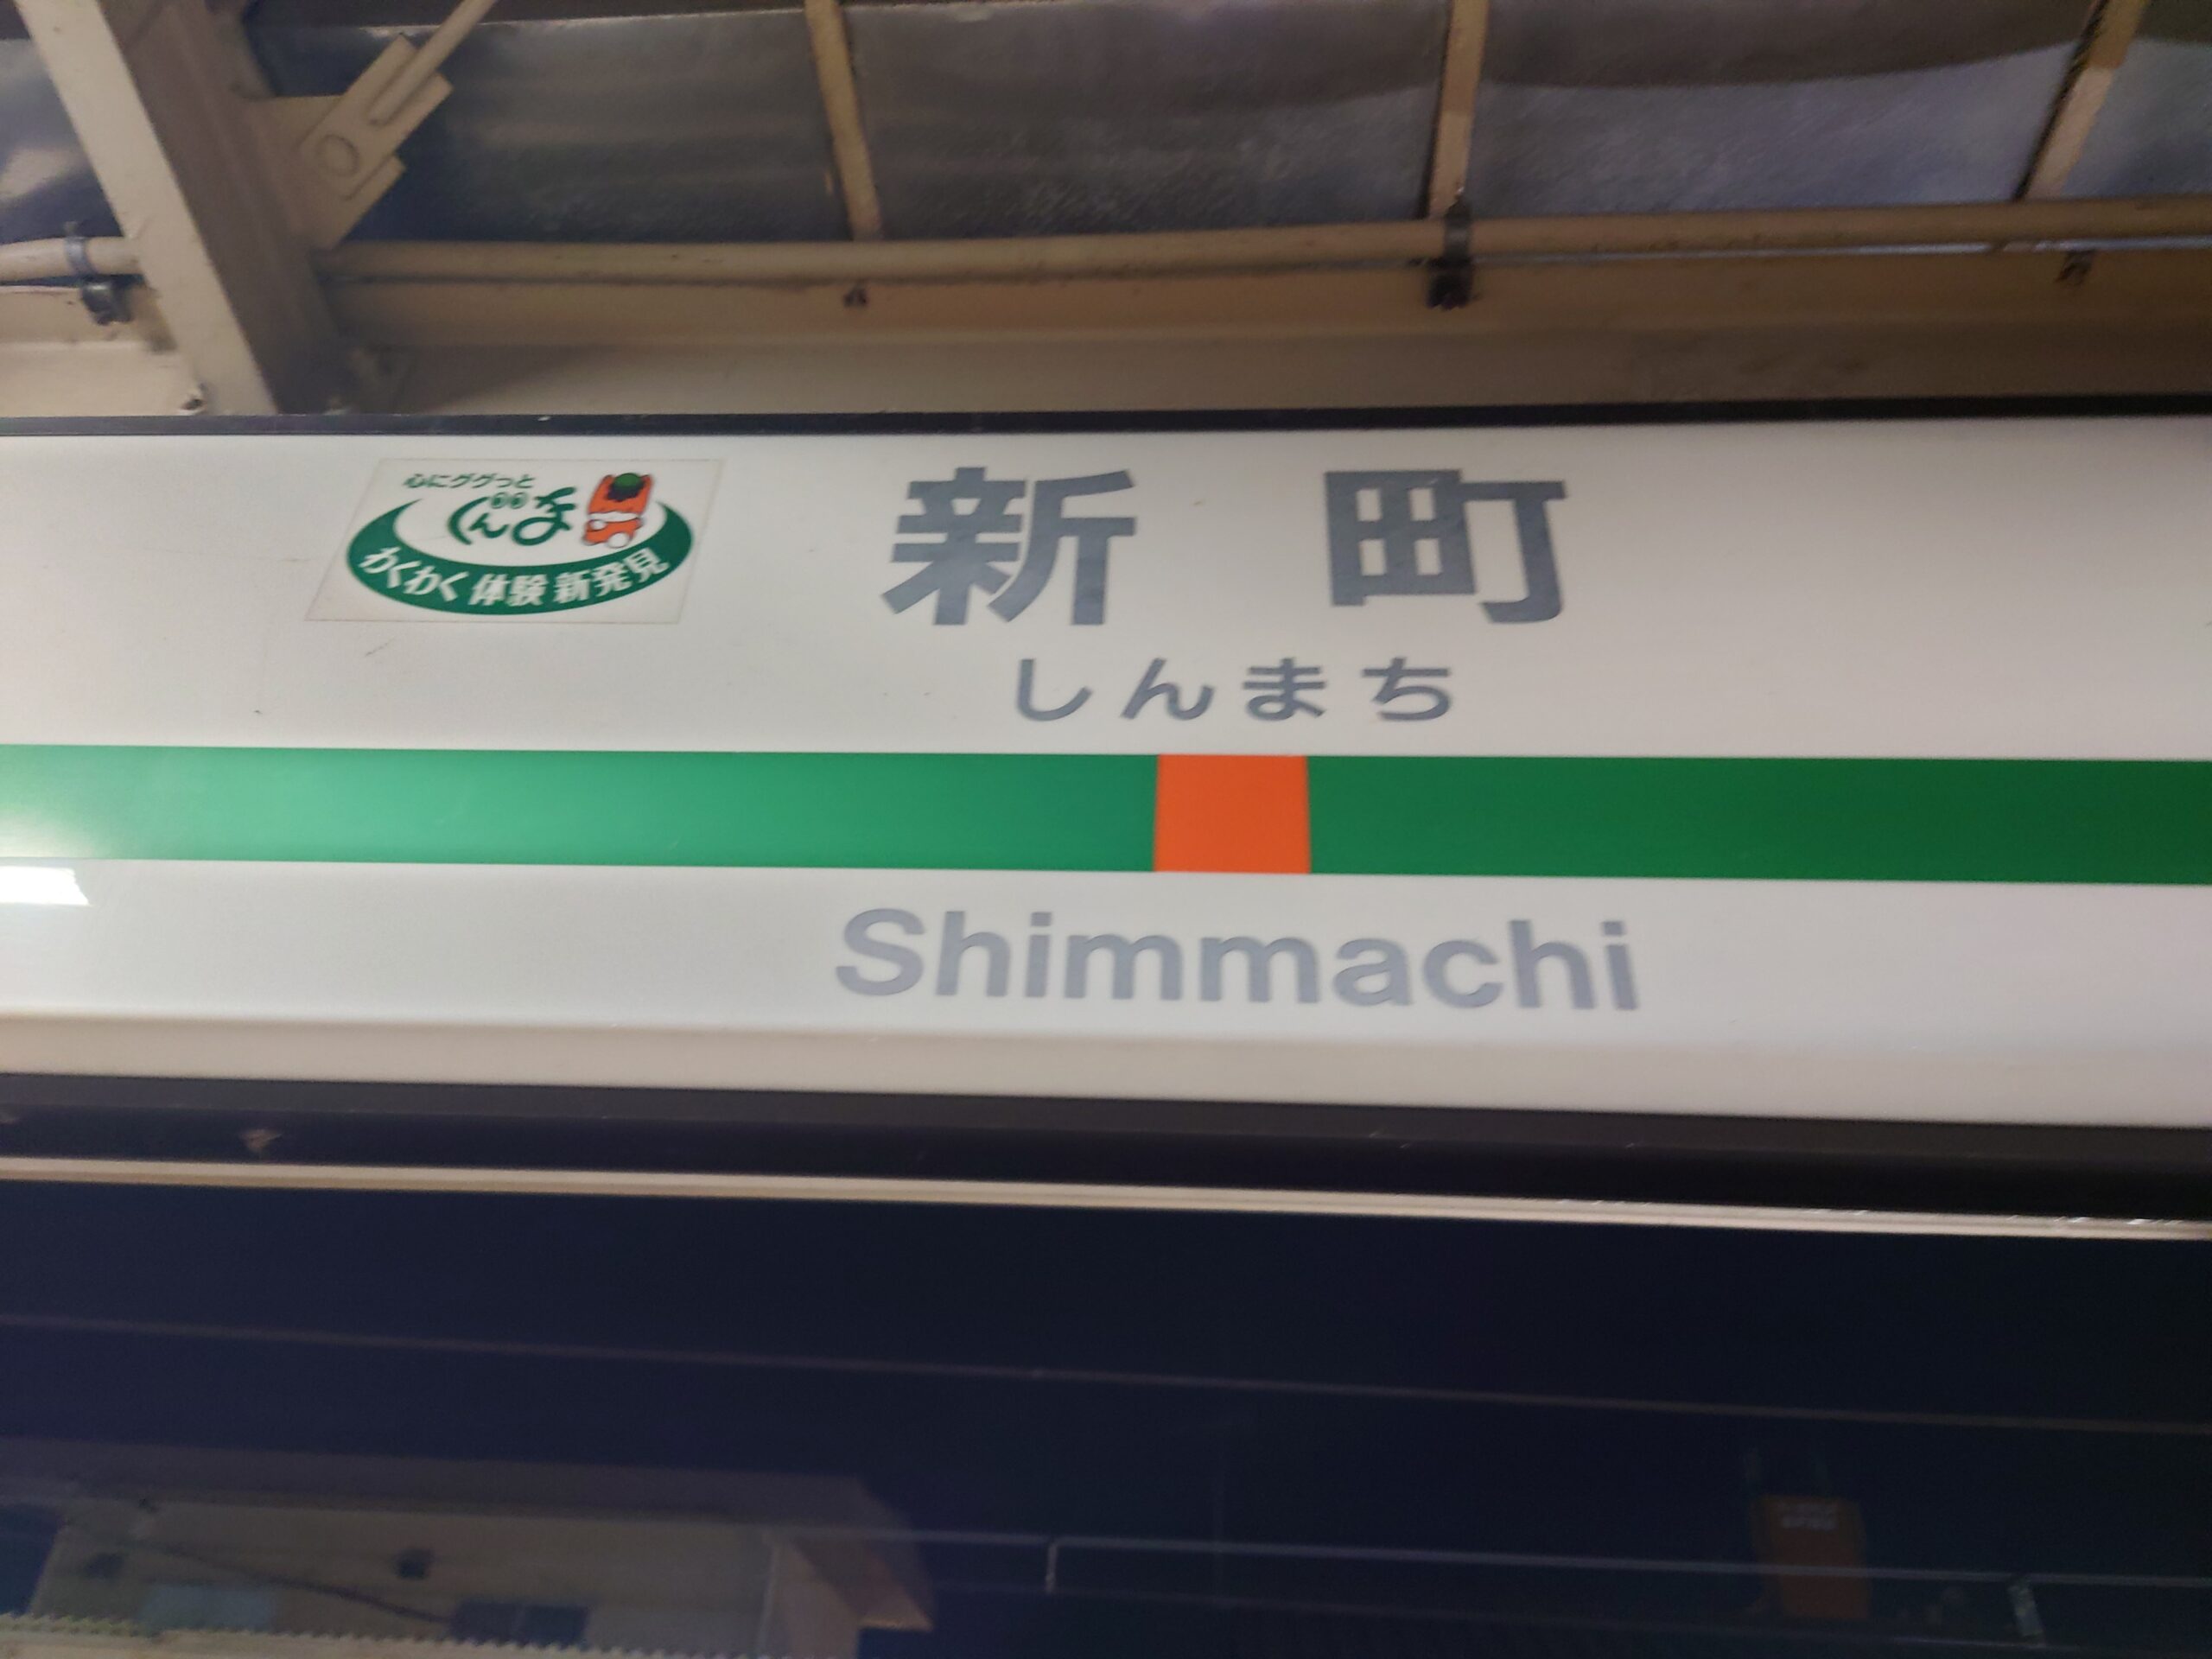 心にググっと
ぐんま
わくわく 体験 新発見
新町
しんまち
Shimmachi